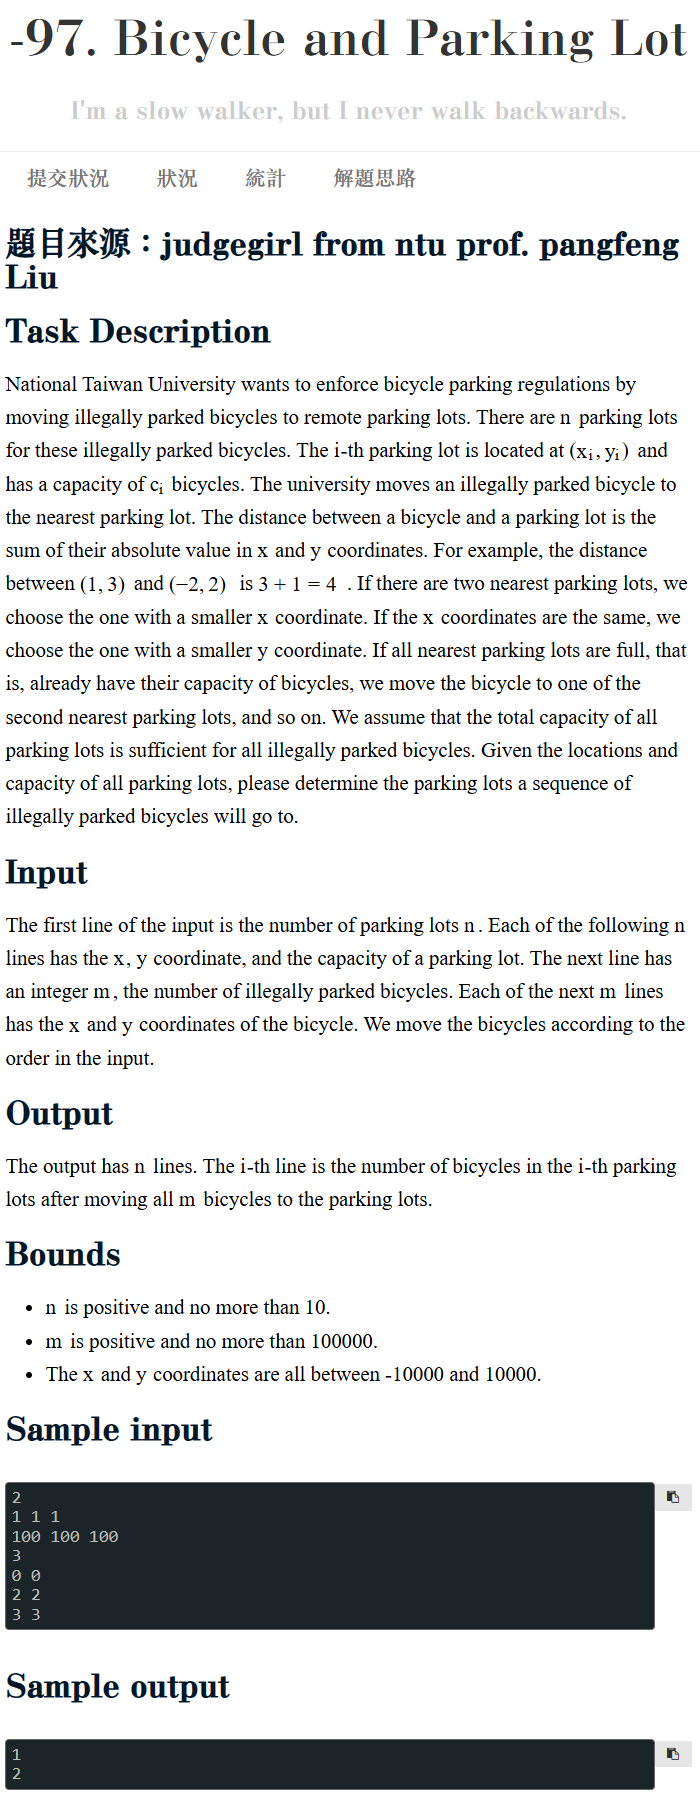 -97. Bicycle and Parking Lot
I'm a slow walker, but I never walk backwards.
提交狀況 狀況 統計 解題思路
題目來源：judgegirl from ntu prof. pangfeng
Liu
Task Description
National Taiwan University wants to enforce bicycle parking regulations by
moving illegally parked bicycles to remote parking lots. There are n parking lots
for these illegally parked bicycles. The i-th parking lot is located at (xᵢ, yᵢ) and
has a capacity of cᵢ bicycles. The university moves an illegally parked bicycle to
the nearest parking lot. The distance between a bicycle and a parking lot is the
sum of their absolute value in x and y coordinates. For example, the distance
between (1, 3) and (−2, 2) is 3 + 1 = 4 . If there are two nearest parking lots, we
choose the one with a smaller x coordinate. If the x coordinates are the same, we
choose the one with a smaller y coordinate. If all nearest parking lots are full, that
is, already have their capacity of bicycles, we move the bicycle to one of the
second nearest parking lots, and so on. We assume that the total capacity of all
parking lots is sufficient for all illegally parked bicycles. Given the locations and
capacity of all parking lots, please determine the parking lots a sequence of
illegally parked bicycles will go to.
Input
The first line of the input is the number of parking lots n . Each of the following n
lines has the x , y coordinate, and the capacity of a parking lot. The next line has
an integer m , the number of illegally parked bicycles. Each of the next m lines
has the x and y coordinates of the bicycle. We move the bicycles according to the
order in the input.
Output
The output has n lines. The i-th line is the number of bicycles in the i-th parking
lots after moving all m bicycles to the parking lots.
Bounds
• n is positive and no more than 10.
• m is positive and no more than 100000.
• The x and y coordinates are all between -10000 and 10000.
Sample input
2
1 1 1
100 100 100
3
0 0
2 2
3 3
Sample output
1
2